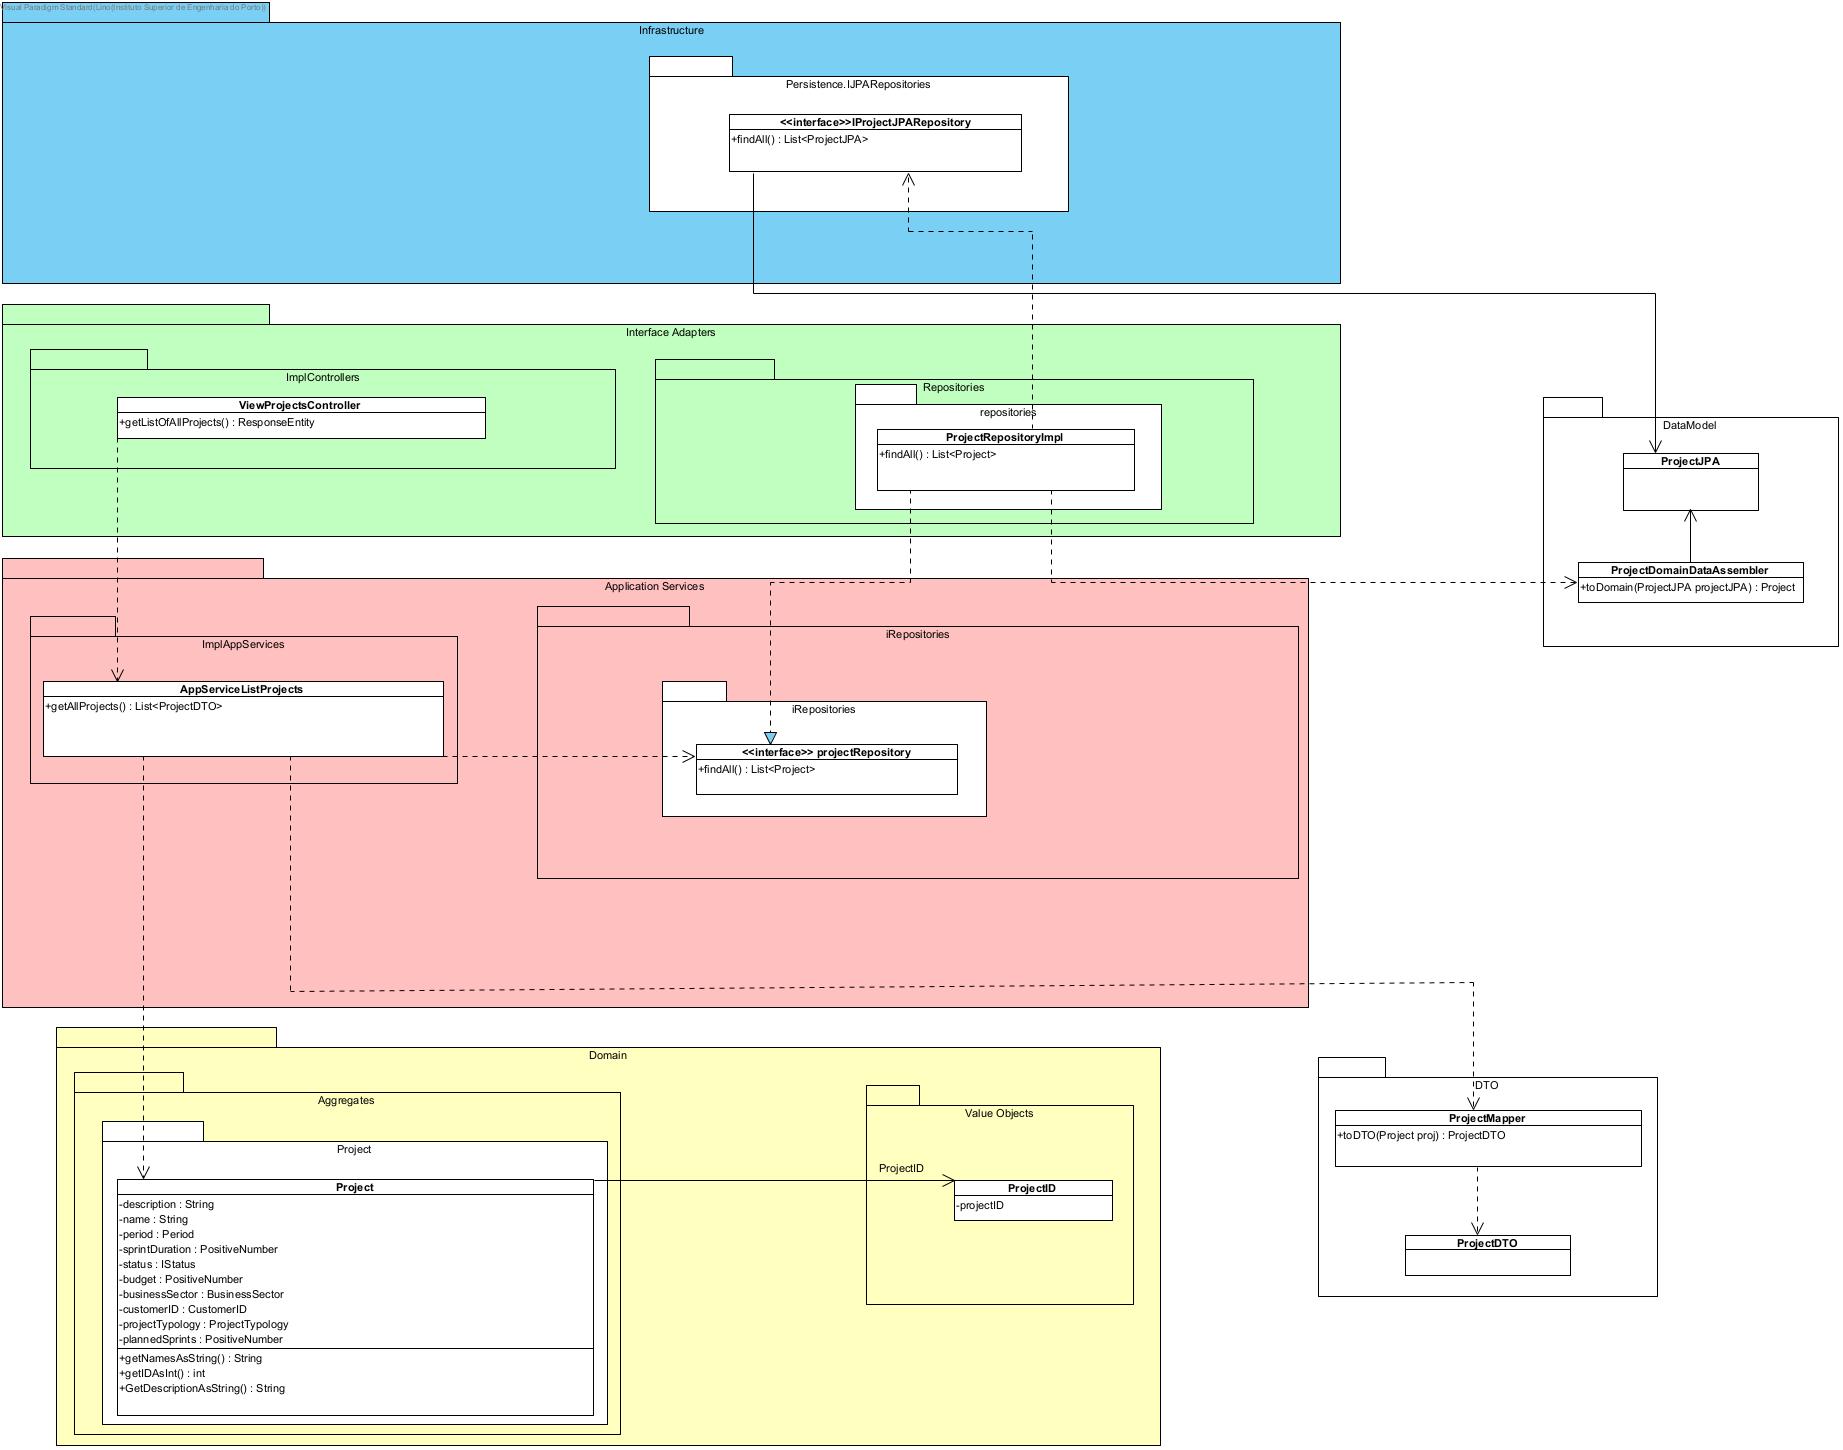 Visual Paradigm Standard(Lino(Instituto Superior de Engenharia do Porto))
Infrastructure
Persistence.IJPARepositories
<<interface>>IProjectJPARepository
+findAll() : List<ProjectJPA>
Interface Adapters
ImplControllers
ViewProjectsController
+getListOfAllProjects() : ResponseEntity
Repositories
repositories
ProjectRepositoryImpl
+findAll() : List<Project>
DataModel
ProjectJPA
ProjectDomainDataAssembler
+toDomain(ProjectJPA projectJPA) : Project
Application Services
ImplAppServices
AppServiceListProjects
+getAllProjects() : List<ProjectDTO>
iRepositories
iRepositories
<<interface>> projectRepository
+findAll() : List<Project>
Domain
Aggregates
Project
Project
-description : String
-name : String
-period : Period
-sprintDuration : PositiveNumber
-status : IStatus
-budget : PositiveNumber
-businessSector : BusinessSector
-customerID : CustomerID
-projectTypology : ProjectTypology
-plannedSprints : PositiveNumber
+getNamesAsString() : String
+getIDAsInt() : int
+GetDescriptionAsString() : String
Value Objects
ProjectID
ProjectID
-projectID
DTO
ProjectMapper
+toDTO(Project proj) : ProjectDTO
ProjectDTO